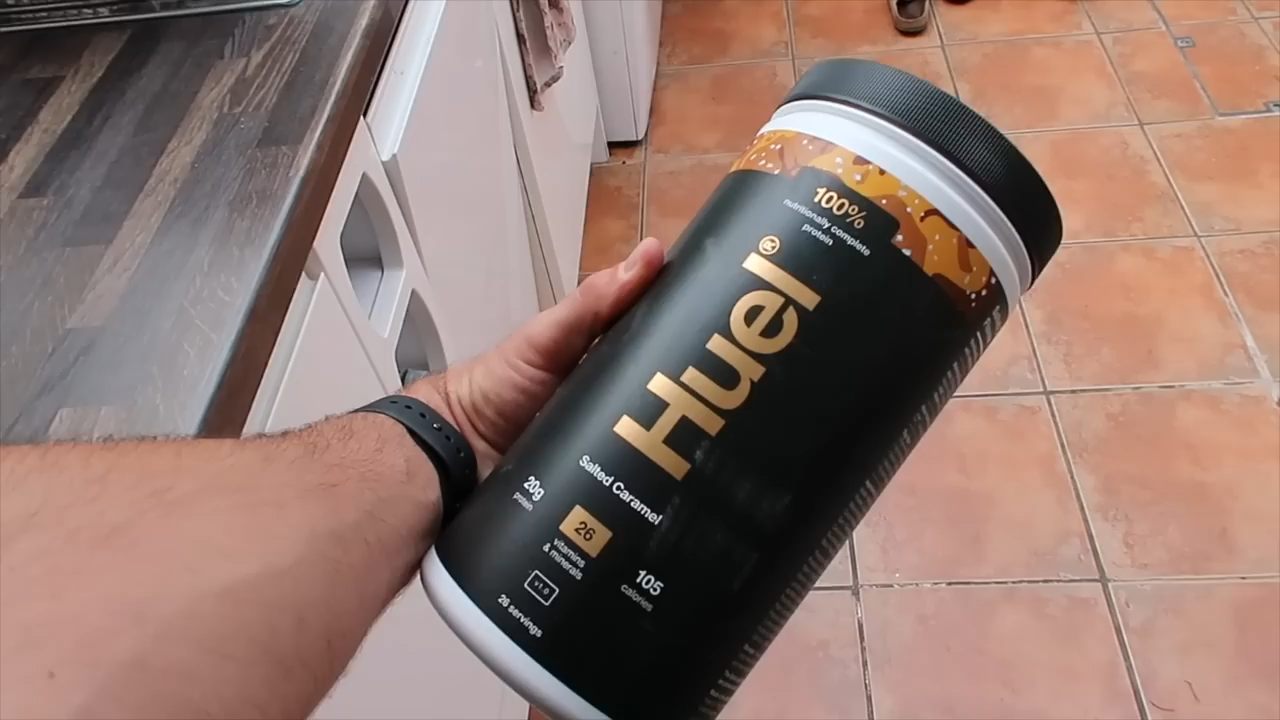 100%
nutritionally complete
protein
Huel®
Salted Caramel
20g
protein
26
vitamins
& minerals
105
calories
v1.0
26 servings